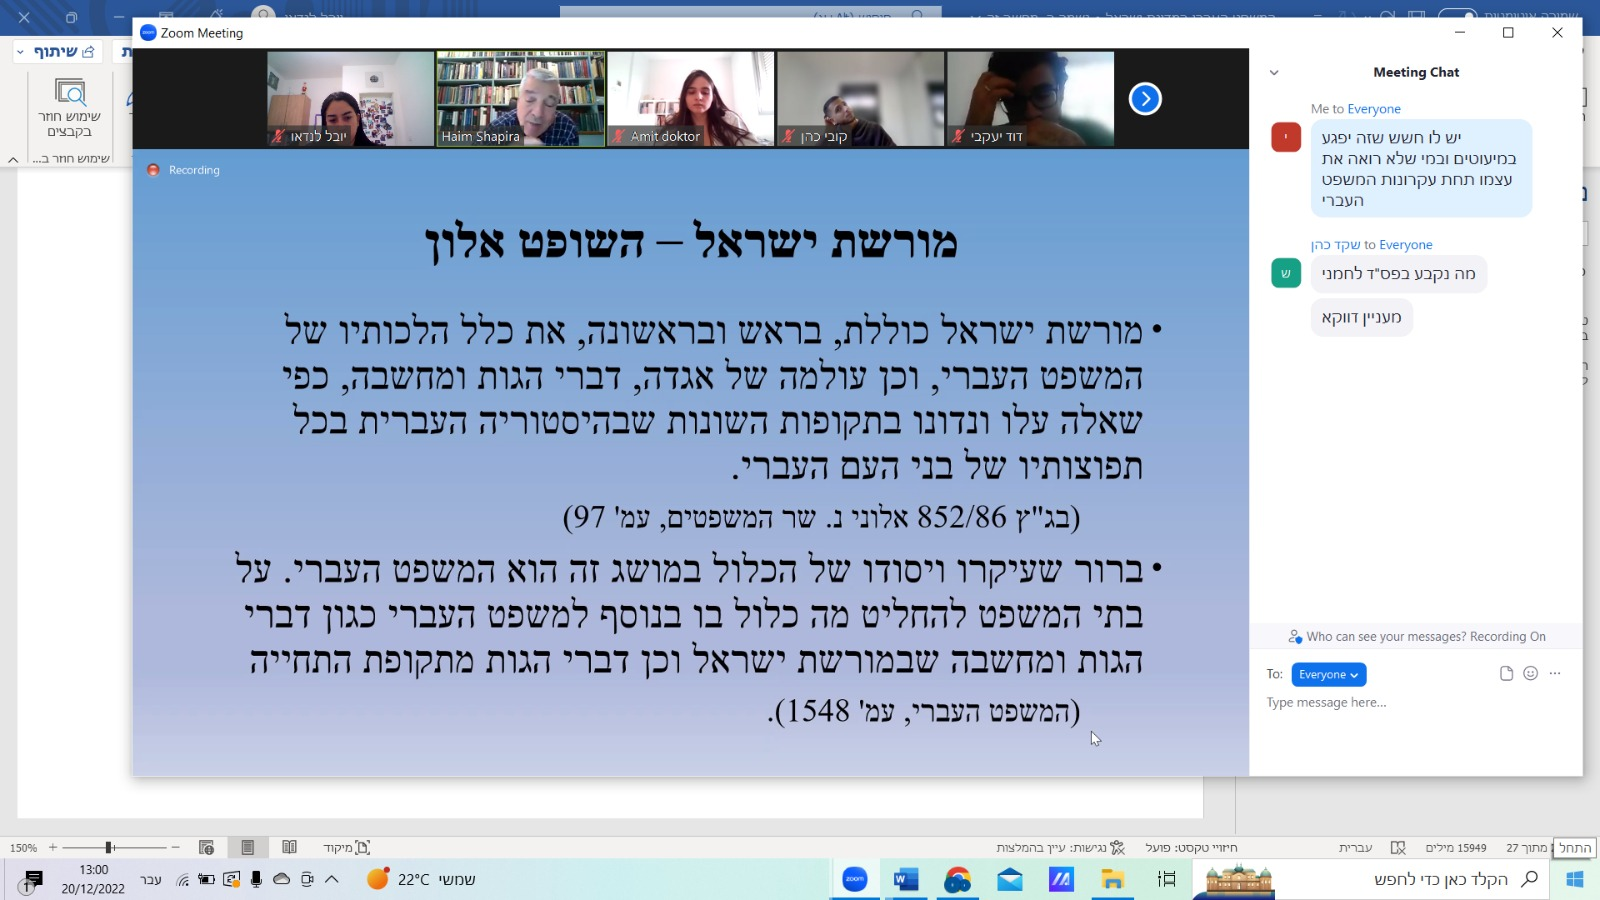 שמירה אוטומטית
שיתוף
שימוש חוזר
בקבצים
שימוש חוזר ב...
Zoom Meeting
יובל לנדאו
Haim Shapira
Amit doktor
קובי כהן
דוד יעקבי
Recording
מורשת ישראל – השופט אלון
• מורשת ישראל כוללת, בראש ובראשונה, את כלל הלכותיו של
המשפט העברי, וכן עולמה של אגדה, דברי הגות ומחשבה, כפי
שאלה עלו ונדונו בתקופות השונות שבהיסטוריה העברית בכל
תפוצותיו של בני העם העברי.
(בג"ץ 852/86 אלוני נ. שר המשפטים, עמ' 97)
• ברור שעיקרו ויסודו של הכלול במושג זה הוא המשפט העברי. על
בתי המשפט להחליט מה כלול בו בנוסף למשפט העברי כגון דברי
הגות ומחשבה שבמורשת ישראל וכן דברי הגות מתקופת התחייה
(המשפט העברי, עמ' 1548).
Meeting Chat
Me to Everyone
י
יש לו חשש שזה יפגע
במיעוטים ובמי שלא רואה את
עצמו תחת עקרונות המשפט
העברי
שקד כהן to Everyone
ש
מה נקבע בפס"ד לחמני
מעניין דווקא
Who can see your messages? Recording On
To: Everyone
Type message here...
התחל
מתוך 27
15949 מילים
עברית
חיזויי טקסט: פועל
נגישות: עיין בהמלצות
מיקוד
150%
הקלד כאן כדי לחפש
zoom
22°C שמשי
עבר
13:00
20/12/2022
1